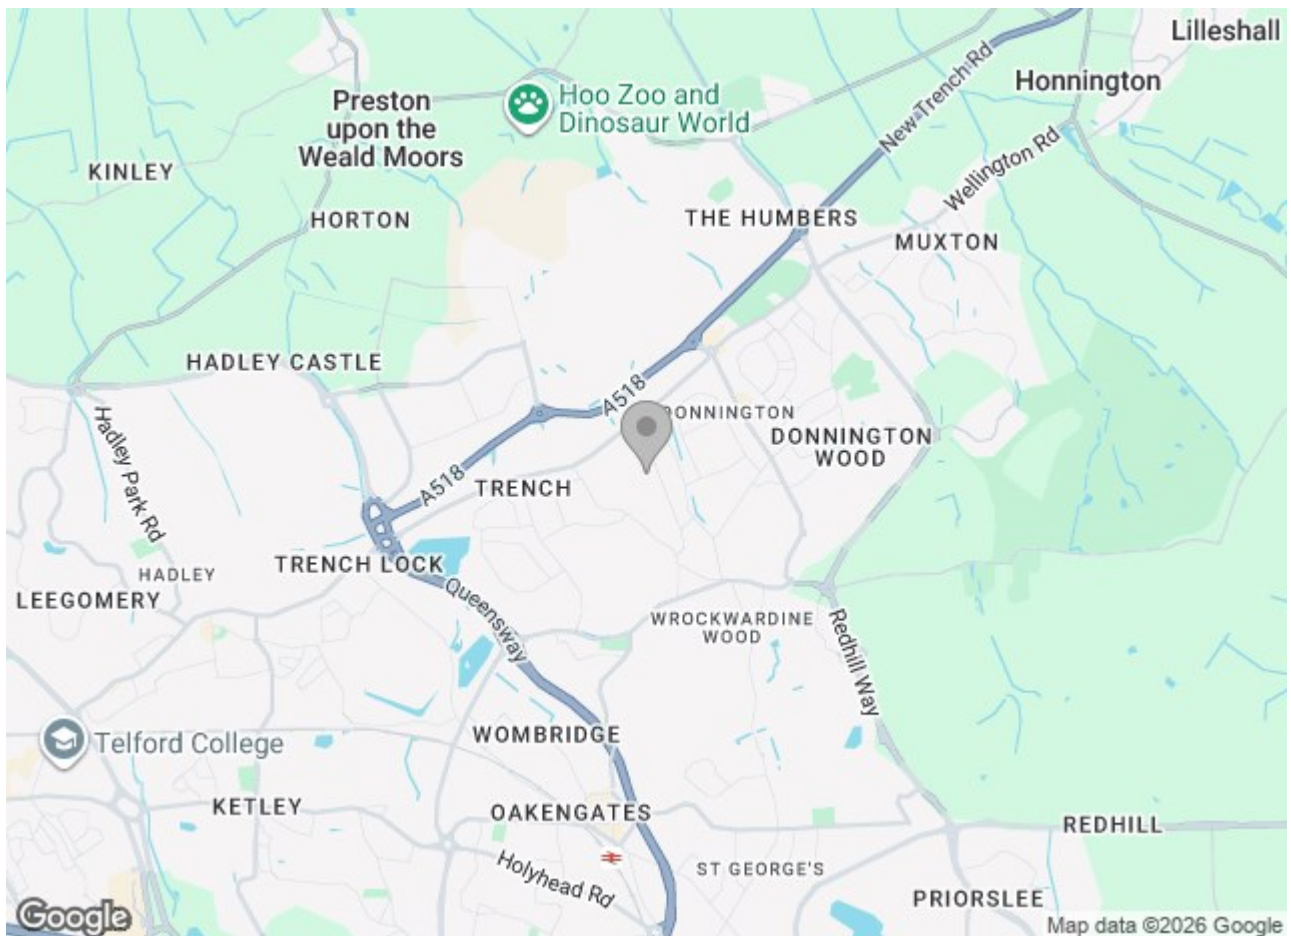 Lilleshall
Honnington
New Trench Rd
Preston
upon the
Weald Moors
Hoo Zoo and
Dinosaur World
Wellington Rd
KINLEY
HORTON
THE HUMBERS
MUXTON
HADLEY CASTLE
A518
DONNINGTON
DONNINGTON
WOOD
Hadley Park Rd
A518
TRENCH
TRENCH LOCK
HADLEY
LEEGOMERY
Queensway
WROCKWARDINE
WOOD
Redhill Way
Telford College
WOMBRIDGE
KETLEY
OAKENGATES
REDHILL
Holyhead Rd
ST GEORGE'S
PRIORSLEE
Google
Map data ©2026 Google